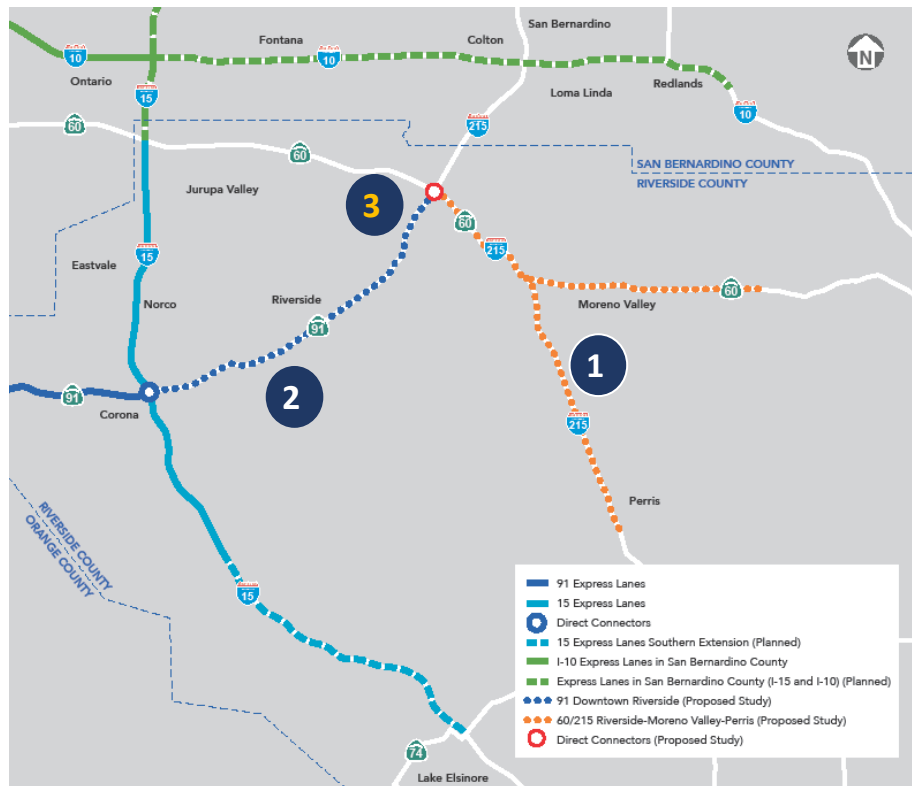 San Bernardino
Fontana
Colton
10
10
Ontario
Loma Linda
Redlands
N
15
10
60
215
60
SAN BERNARDINO COUNTY
RIVERSIDE COUNTY
Jurupa Valley
3
60
215
15
Eastvale
Norco
Riverside
60
Moreno Valley
91
1
91
2
Corona
215
Perris
RIVERSIDE COUNTY
ORANGE COUNTY
15
91 Express Lanes
15 Express Lanes
Direct Connectors
15 Express Lanes Southern Extension (Planned)
I-10 Express Lanes in San Bernardino County
Express Lanes in San Bernardino County (I-15 and I-10) (Planned)
91 Downtown Riverside (Proposed Study)
60/215 Riverside-Moreno Valley-Perris (Proposed Study)
Direct Connectors (Proposed Study)
74
Lake Elsinore